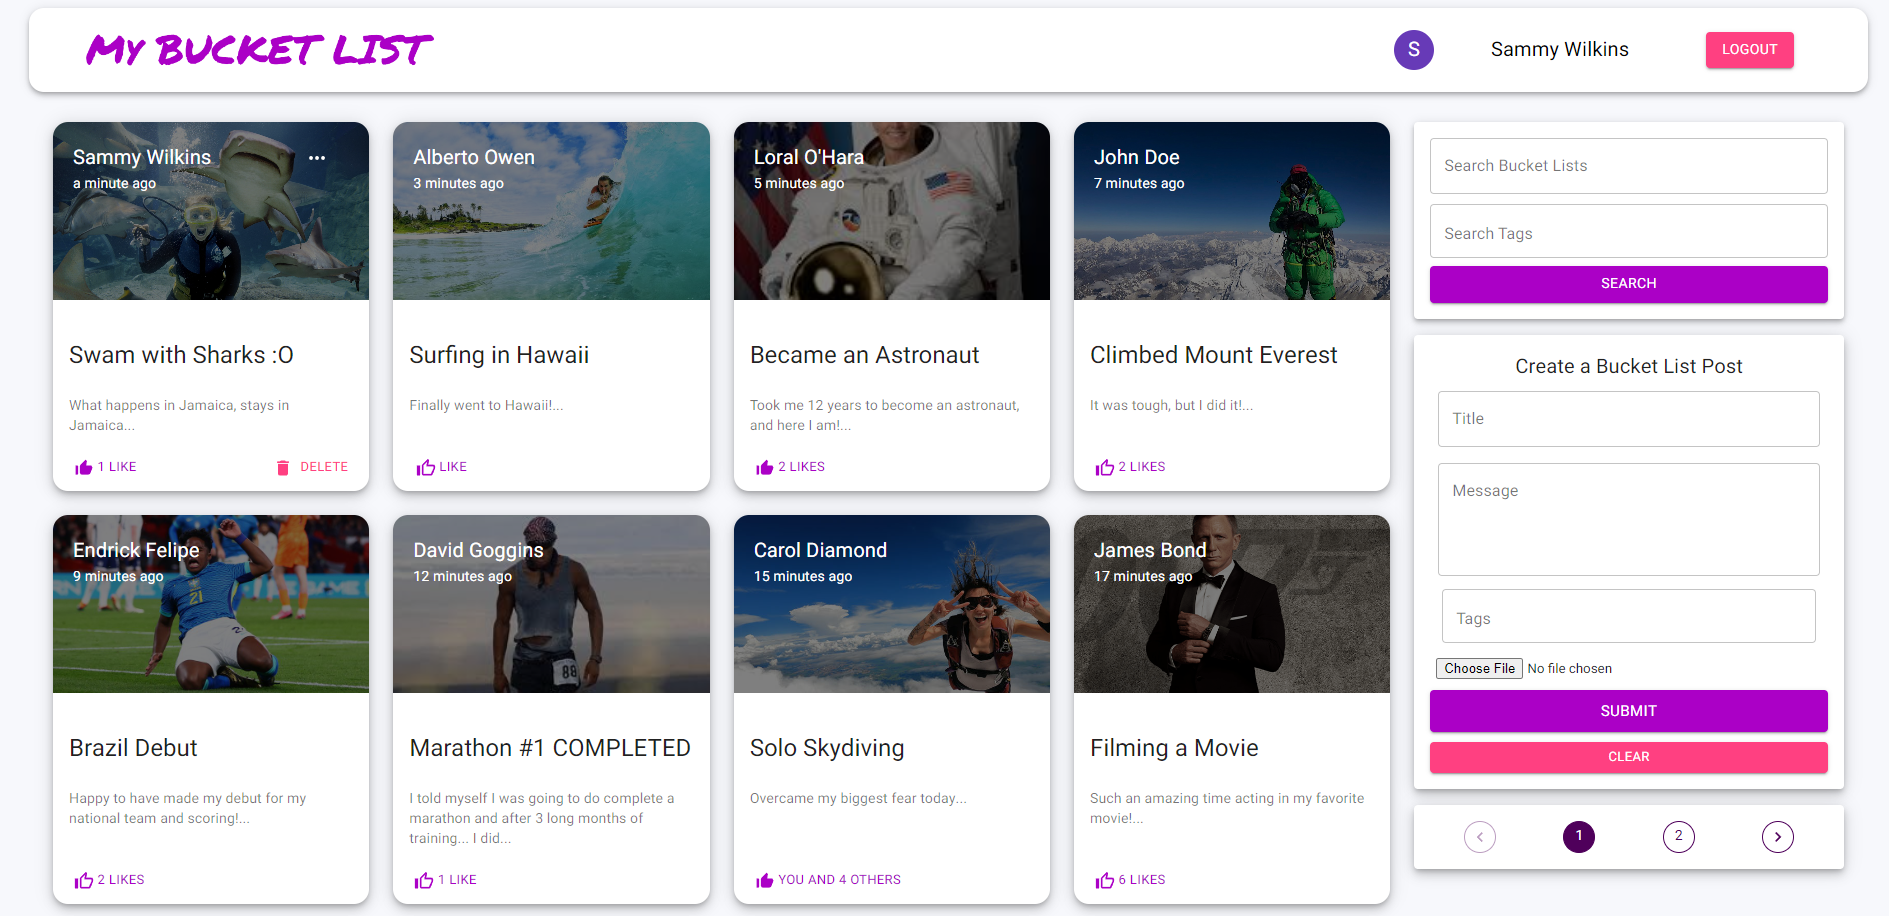 My BUCKET LIST
S
Sammy Wilkins
LOGOUT
Sammy Wilkins
a minute ago
Swam with Sharks :O
What happens in Jamaica, stays in
Jamaica...
1 LIKE
DELETE
Alberto Owen
3 minutes ago
Surfing in Hawaii
Finally went to Hawaii!...
LIKE
Loral O'Hara
5 minutes ago
Became an Astronaut
Took me 12 years to become an astronaut,
and here I am!...
2 LIKES
John Doe
7 minutes ago
Climbed Mount Everest
It was tough, but I did it!...
2 LIKES
Endrick Felipe
9 minutes ago
21
2
Brazil Debut
Happy to have made my debut for my
national team and scoring!...
2 LIKES
David Goggins
12 minutes ago
88
Marathon #1 COMPLETED
I told myself I was going to do complete a
marathon and after 3 long months of
training... I did...
1 LIKE
Carol Diamond
15 minutes ago
Solo Skydiving
Overcame my biggest fear today...
YOU AND 4 OTHERS
James Bond
17 minutes ago
Filming a Movie
Such an amazing time acting in my favorite
movie!...
6 LIKES
Search Bucket Lists
Search Tags
SEARCH
Create a Bucket List Post
Title
Message
Tags
Choose File No file chosen
SUBMIT
CLEAR
1
2